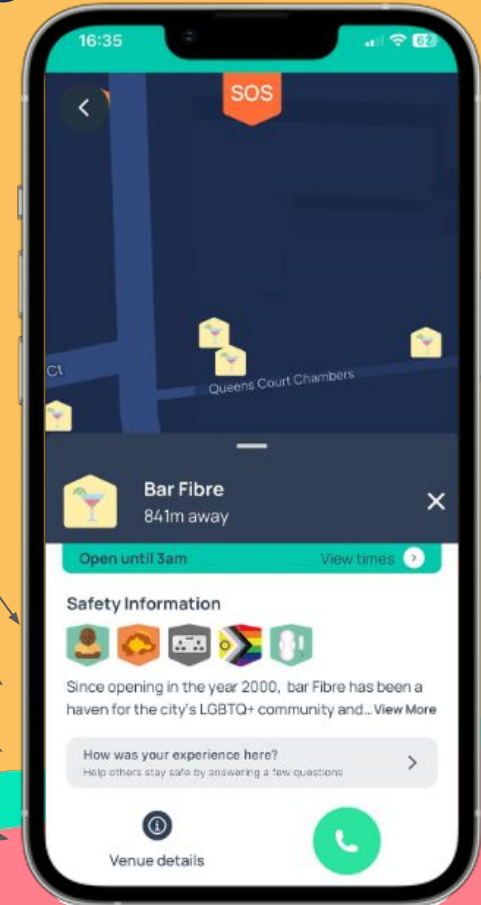 16:35
62
SOS
Ct
Queens Court Chambers
Bar Fibre
841m away
Open until 3am
View times
Safety Information
Since opening in the year 2000, bar Fibre has been a
haven for the city's LGBTQ+ community and... View More
How was your experience here?
Help others stay safe by answering a few questions
Venue details